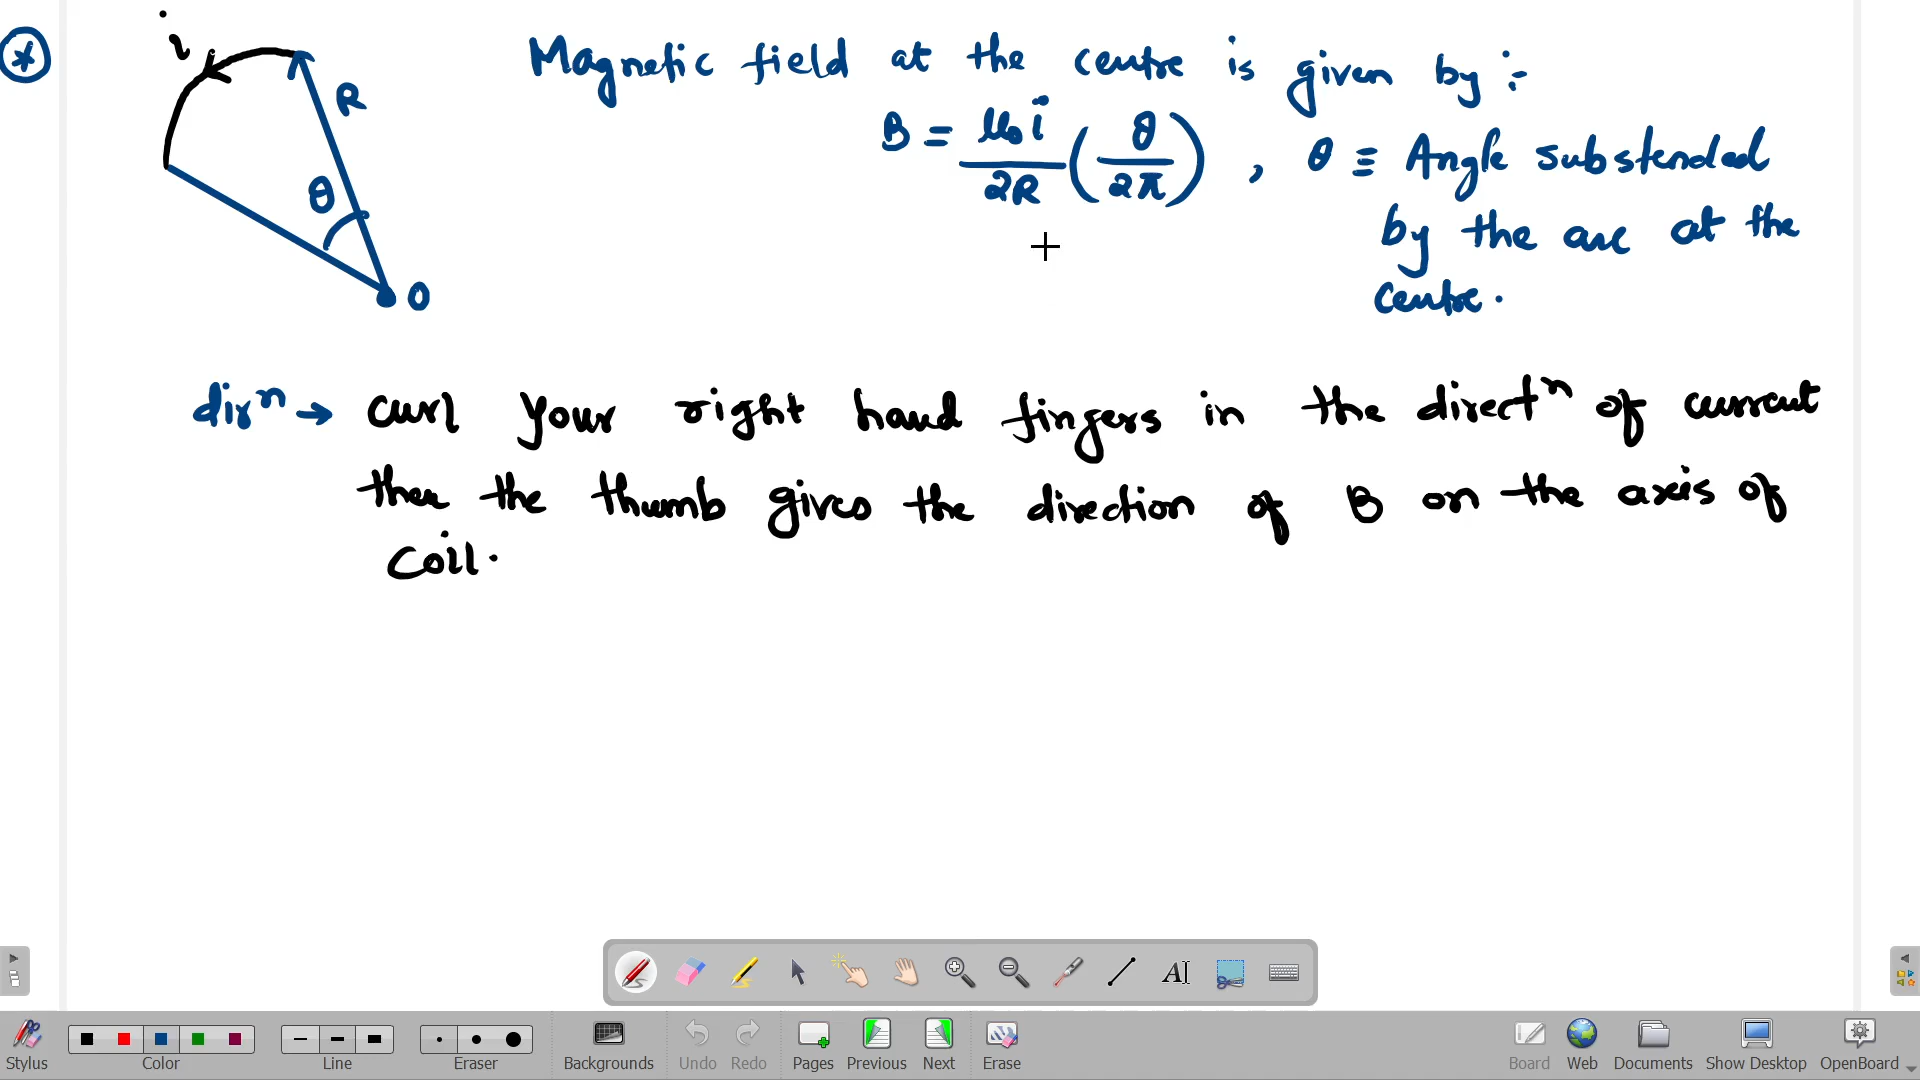 i
R
θ
O
Magnetic field at the centre is given by :-
B = μ₀i/2R (θ/2π) , θ ≡ Angle substended
by the arc at the
centre.
dirⁿ → curl your right hand fingers in the directⁿ of current
then the thumb gives the direction of B on the axis of
coil.
AI
Stylus
Color
Line
Eraser
Backgrounds
Undo
Redo
Pages
Previous
Next
Erase
Board
Web
Documents
Show Desktop
OpenBoard